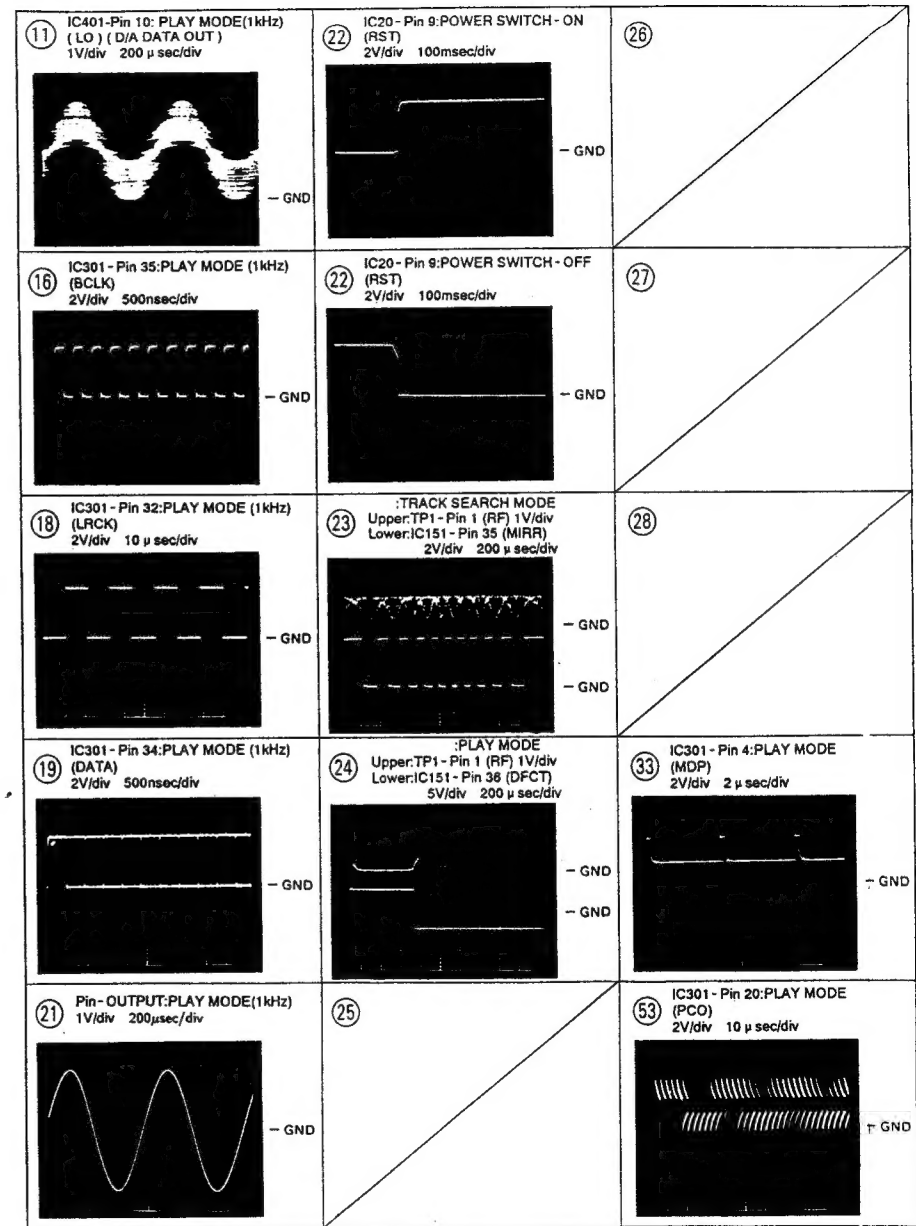 11 IC401-Pin 10: PLAY MODE(1kHz)
( LO ) ( D/A DATA OUT )
1V/div 200 μ sec/div
– GND
22 IC20 - Pin 9:POWER SWITCH - ON
(RST)
2V/div 100msec/div
– GND
26
16 IC301 - Pin 35:PLAY MODE (1kHz)
(BCLK)
2V/div 500nsec/div
– GND
22 IC20 - Pin 9:POWER SWITCH - OFF
(RST)
2V/div 100msec/div
– GND
27
18 IC301 - Pin 32:PLAY MODE (1kHz)
(LRCK)
2V/div 10 μ sec/div
– GND
23 :TRACK SEARCH MODE
Upper:TP1 - Pin 1 (RF) 1V/div
Lower:IC151 - Pin 35 (MIRR)
2V/div 200 μ sec/div
– GND
– GND
28
19 IC301 - Pin 34:PLAY MODE (1kHz)
(DATA)
2V/div 500nsec/div
– GND
24 :PLAY MODE
Upper:TP1 - Pin 1 (RF) 1V/div
Lower:IC151 - Pin 36 (DFCT)
5V/div 200 μ sec/div
– GND
– GND
33 IC301 - Pin 4:PLAY MODE
(MDP)
2V/div 2 μ sec/div
– GND
21 Pin - OUTPUT:PLAY MODE(1kHz)
1V/div 200μsec/div
– GND
25
53 IC301 - Pin 20:PLAY MODE
(PCO)
2V/div 10 μ sec/div
– GND